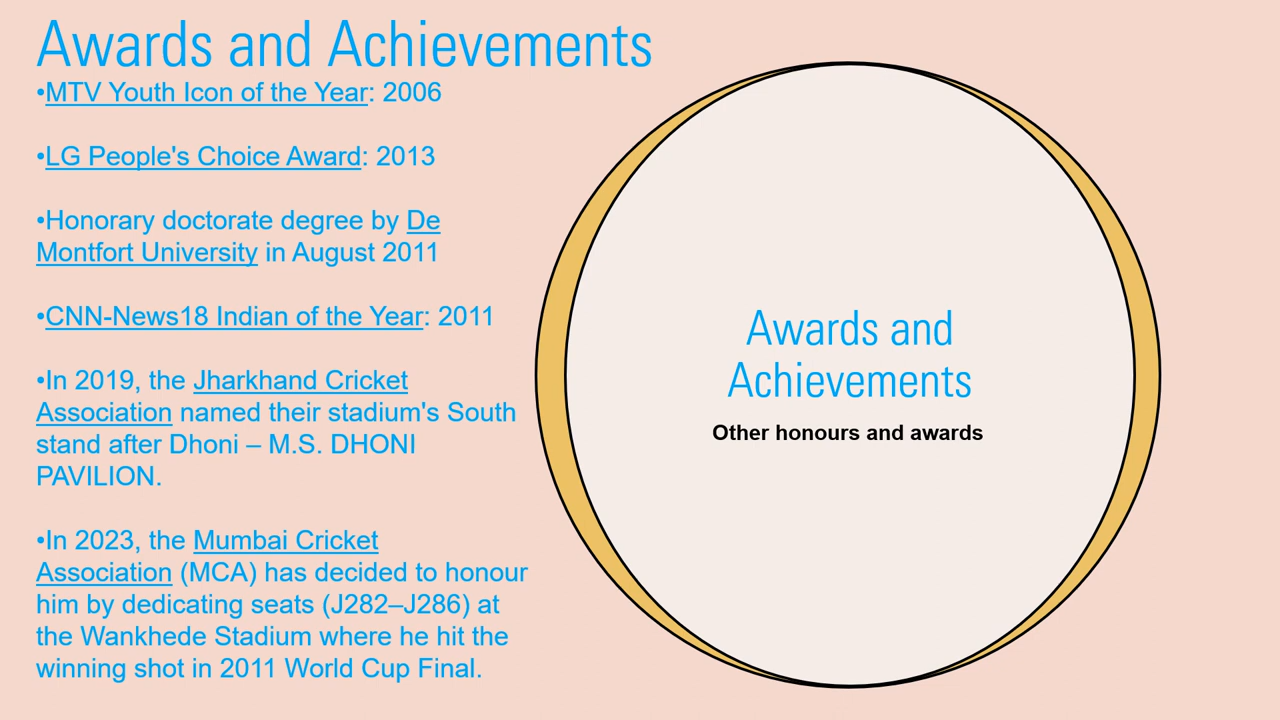 Awards and Achievements
•MTV Youth Icon of the Year: 2006
•LG People's Choice Award: 2013
•Honorary doctorate degree by De
Montfort University in August 2011
•CNN-News18 Indian of the Year: 2011
•In 2019, the Jharkhand Cricket
Association named their stadium's South
stand after Dhoni – M.S. DHONI
PAVILION.
•In 2023, the Mumbai Cricket
Association (MCA) has decided to honour
him by dedicating seats (J282–J286) at
the Wankhede Stadium where he hit the
winning shot in 2011 World Cup Final.
Awards and
Achievements
Other honours and awards